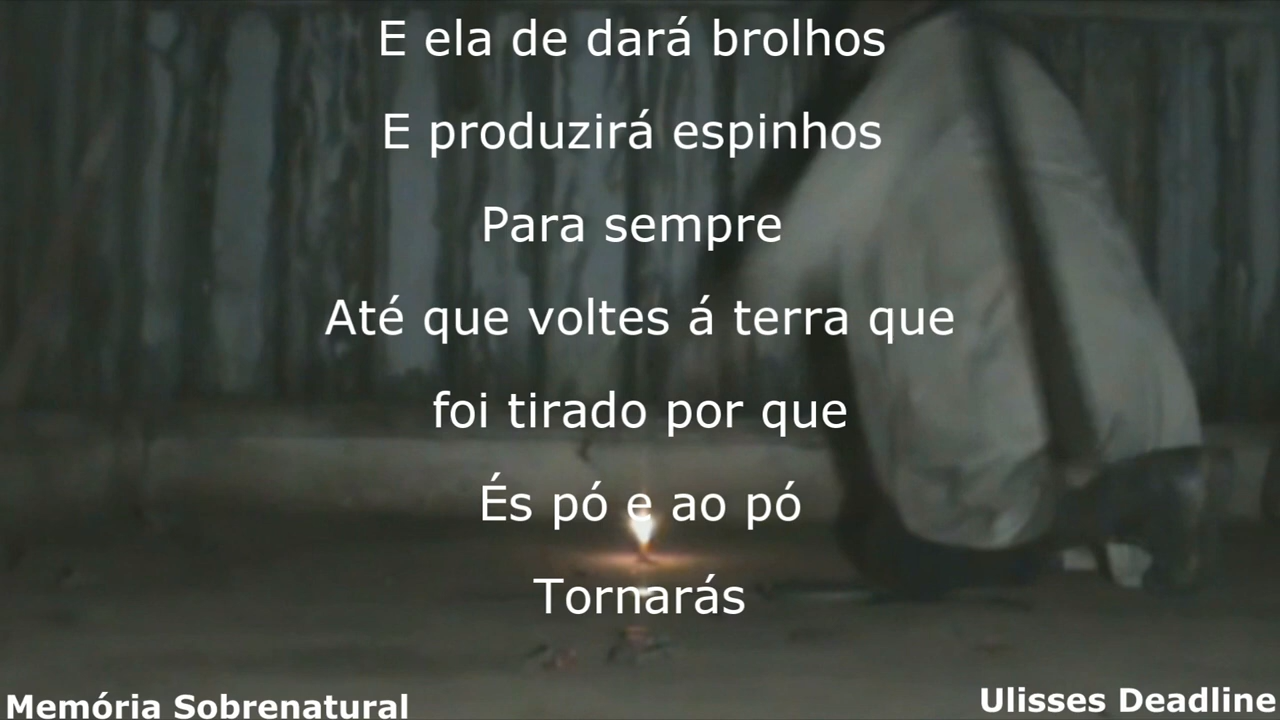 E ela de dará brolhos
E produzirá espinhos
Para sempre
Até que voltes á terra que
foi tirado por que
És pó e ao pó
Tornarás
Memória Sobrenatural
Ulisses Deadline